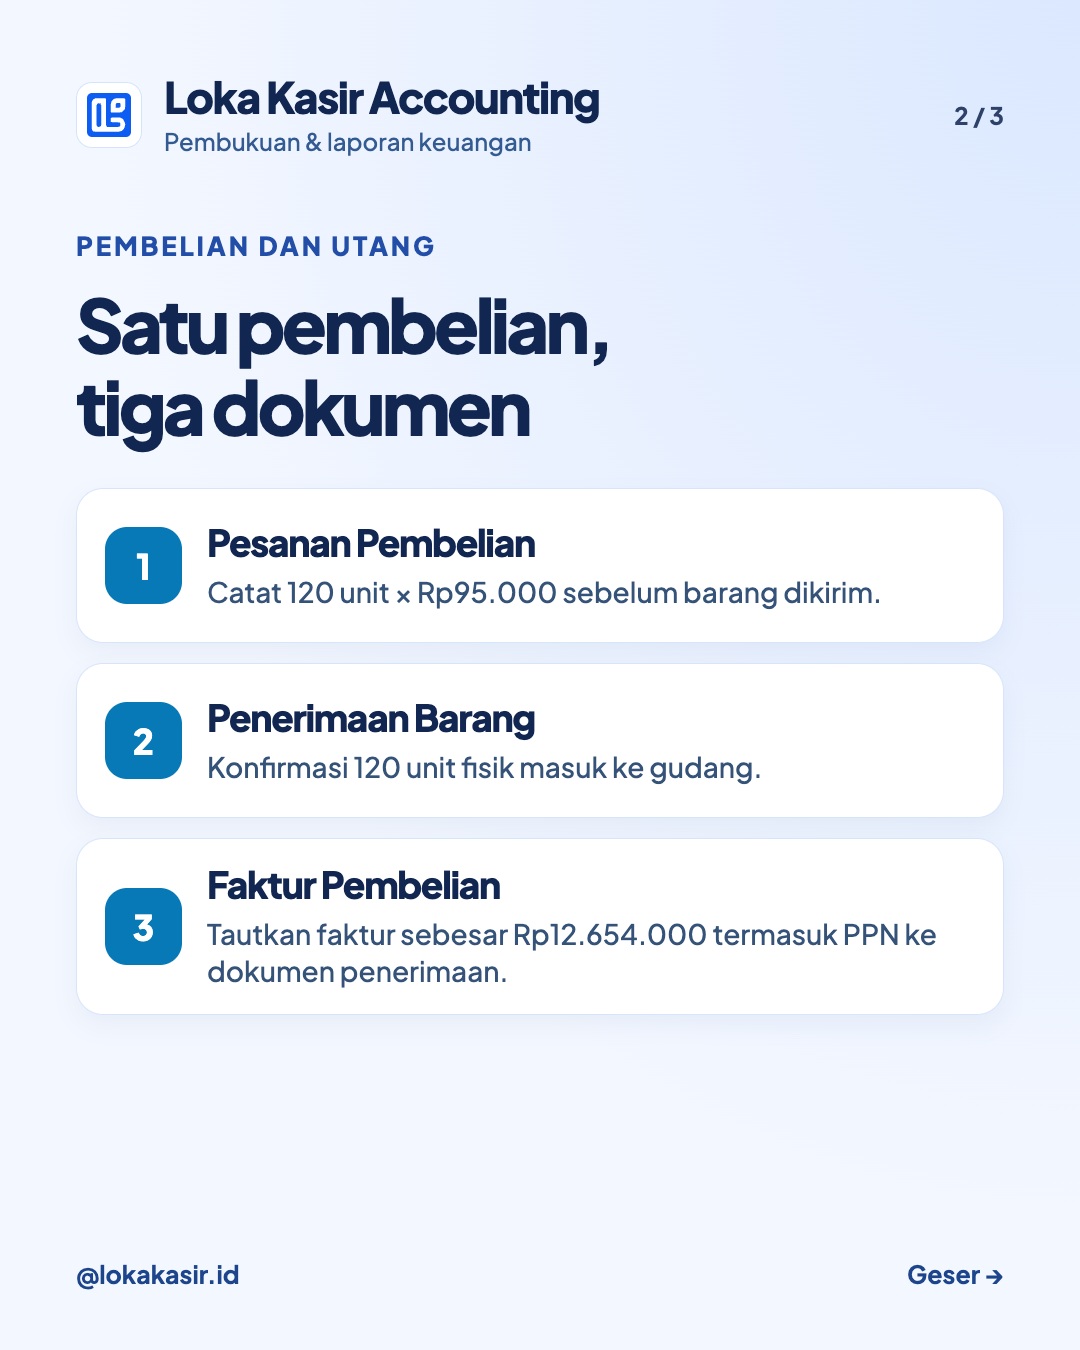 Loka Kasir Accounting
Pembukuan & laporan keuangan
2 / 3
PEMBELIAN DAN UTANG
Satu pembelian,
tiga dokumen
1
Pesanan Pembelian
Catat 120 unit × Rp95.000 sebelum barang dikirim.
2
Penerimaan Barang
Konfirmasi 120 unit fisik masuk ke gudang.
3
Faktur Pembelian
Tautkan faktur sebesar Rp12.654.000 termasuk PPN ke
dokumen penerimaan.
@lokakasir.id
Geser →